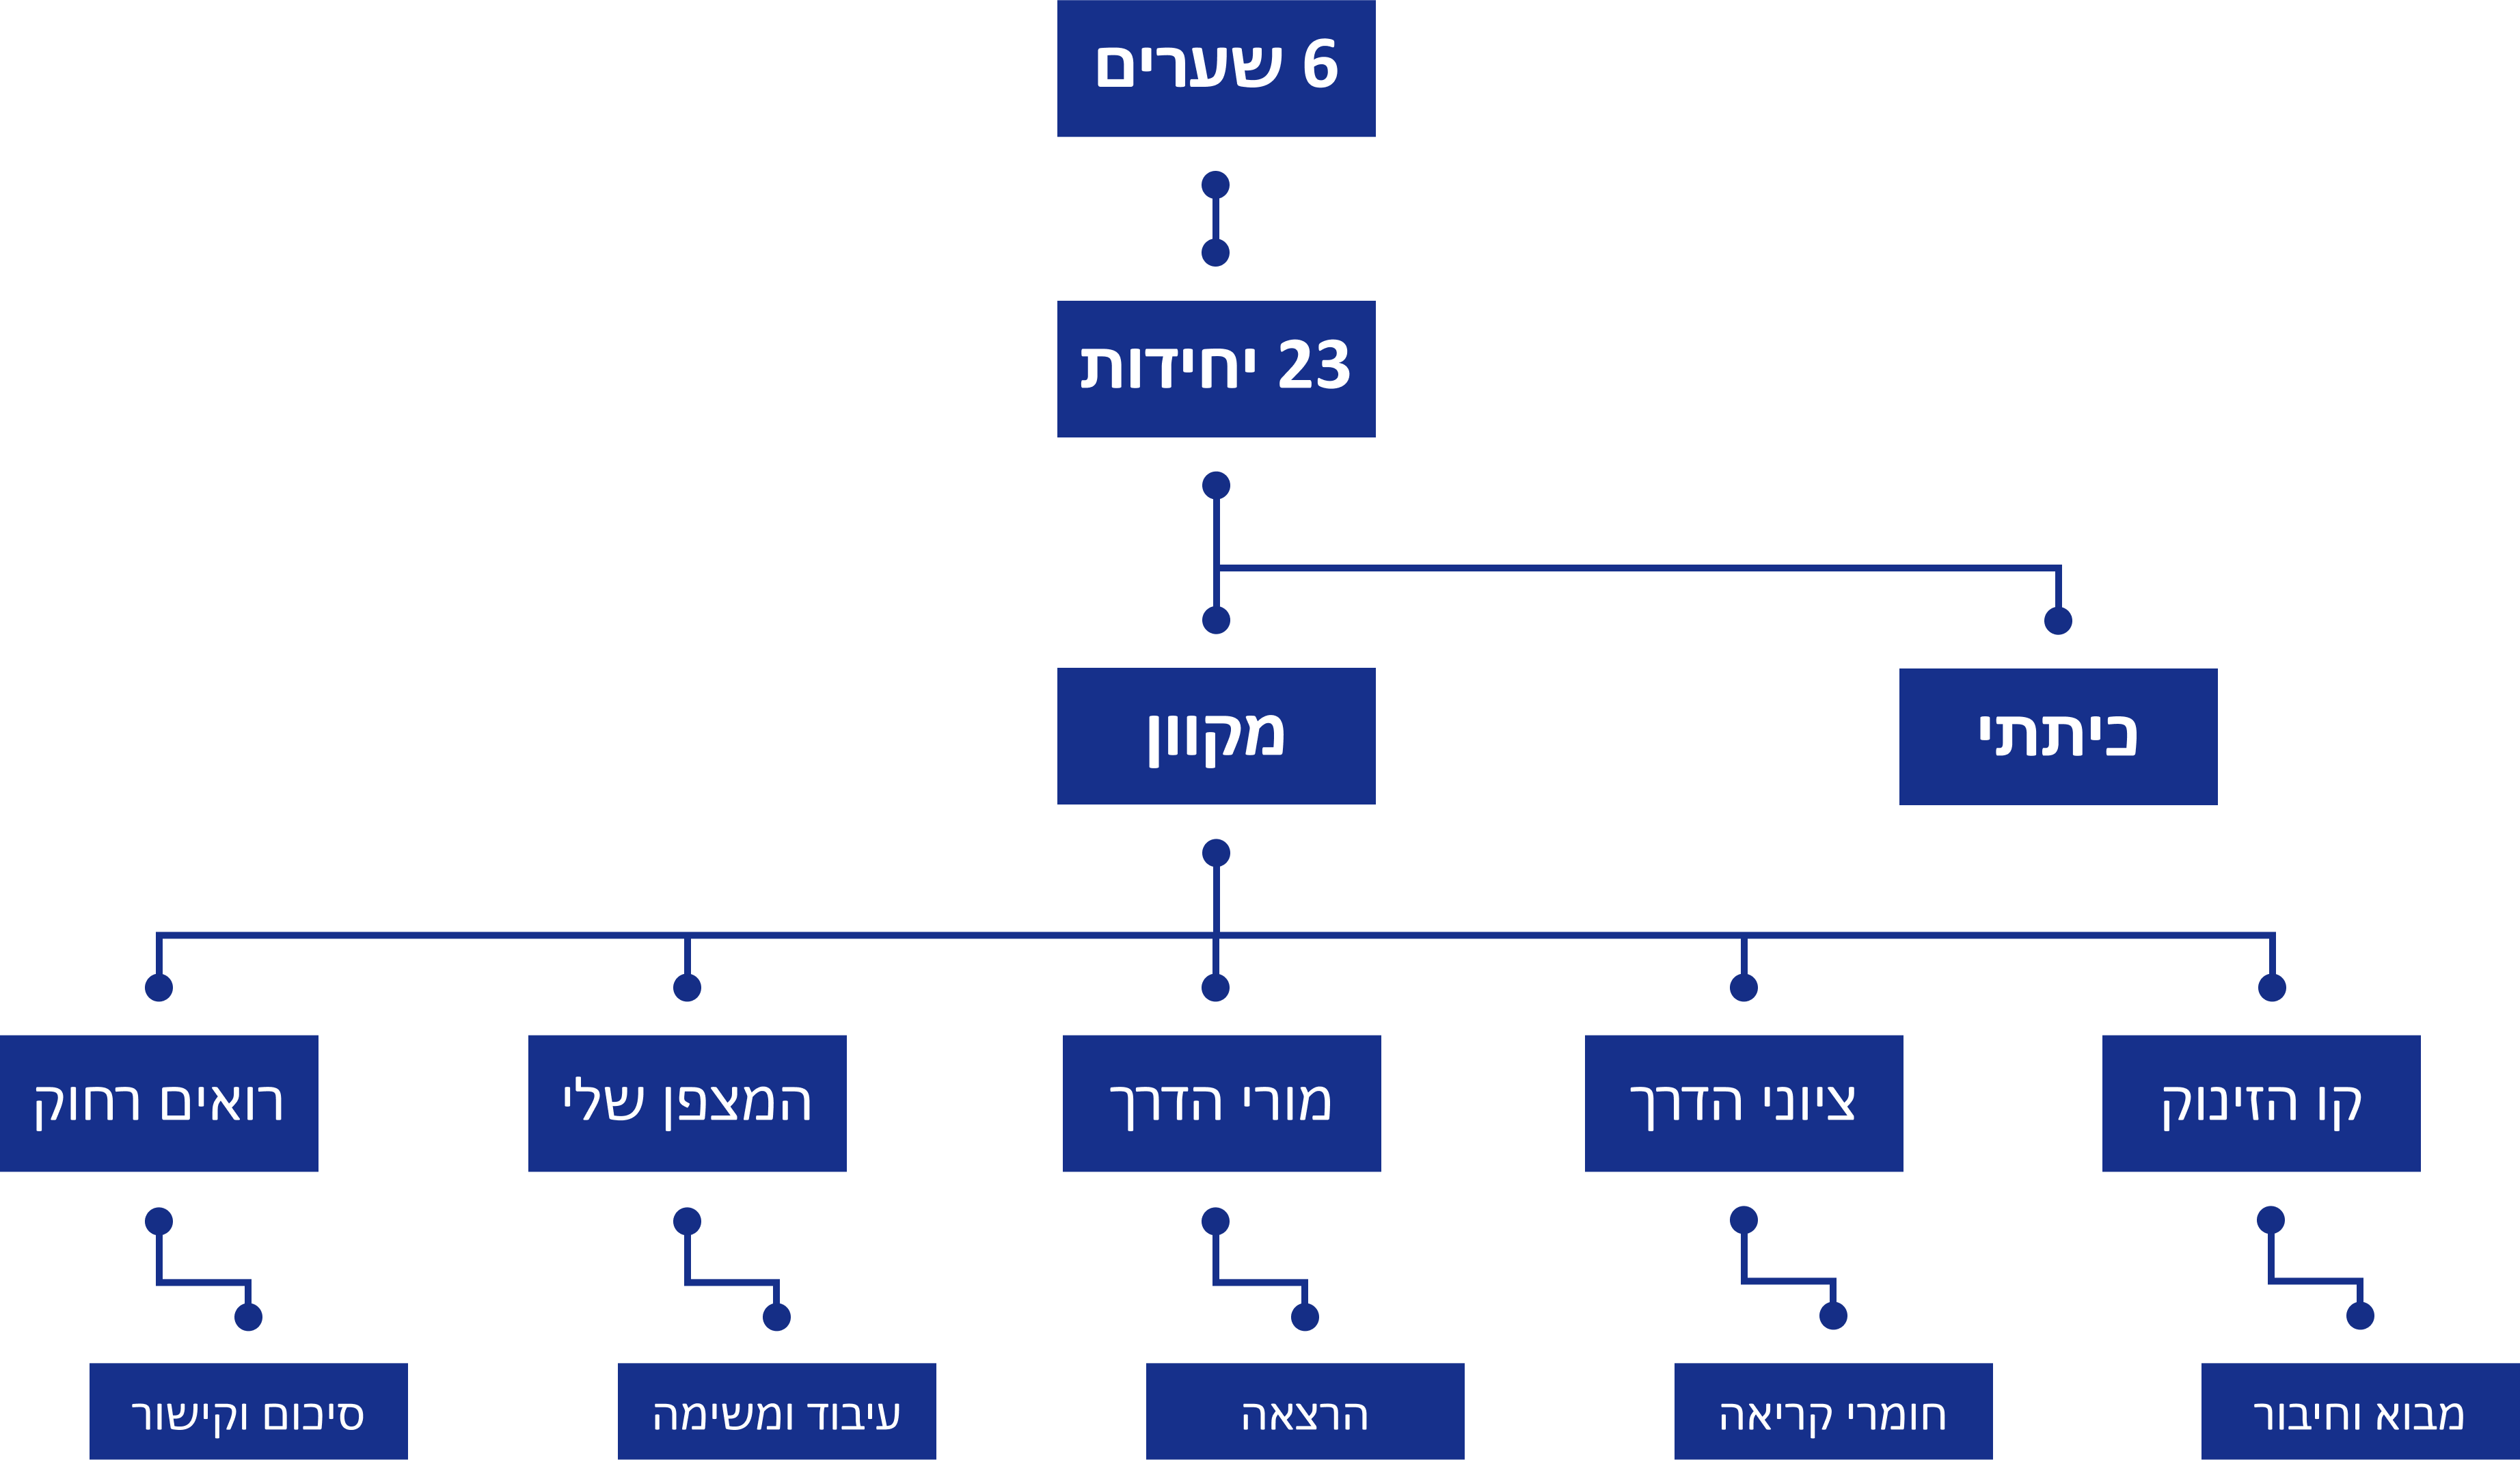 6 שערים
23 יחידות
כיתתי
מקוון
קו הזינוק
ציוני הדרך
מורי הדרך
המצפן שלי
רואים רחוק
מבוא וחיבור
חומרי קריאה
הרצאה
עיבוד ומשימה
סיכום וקישור